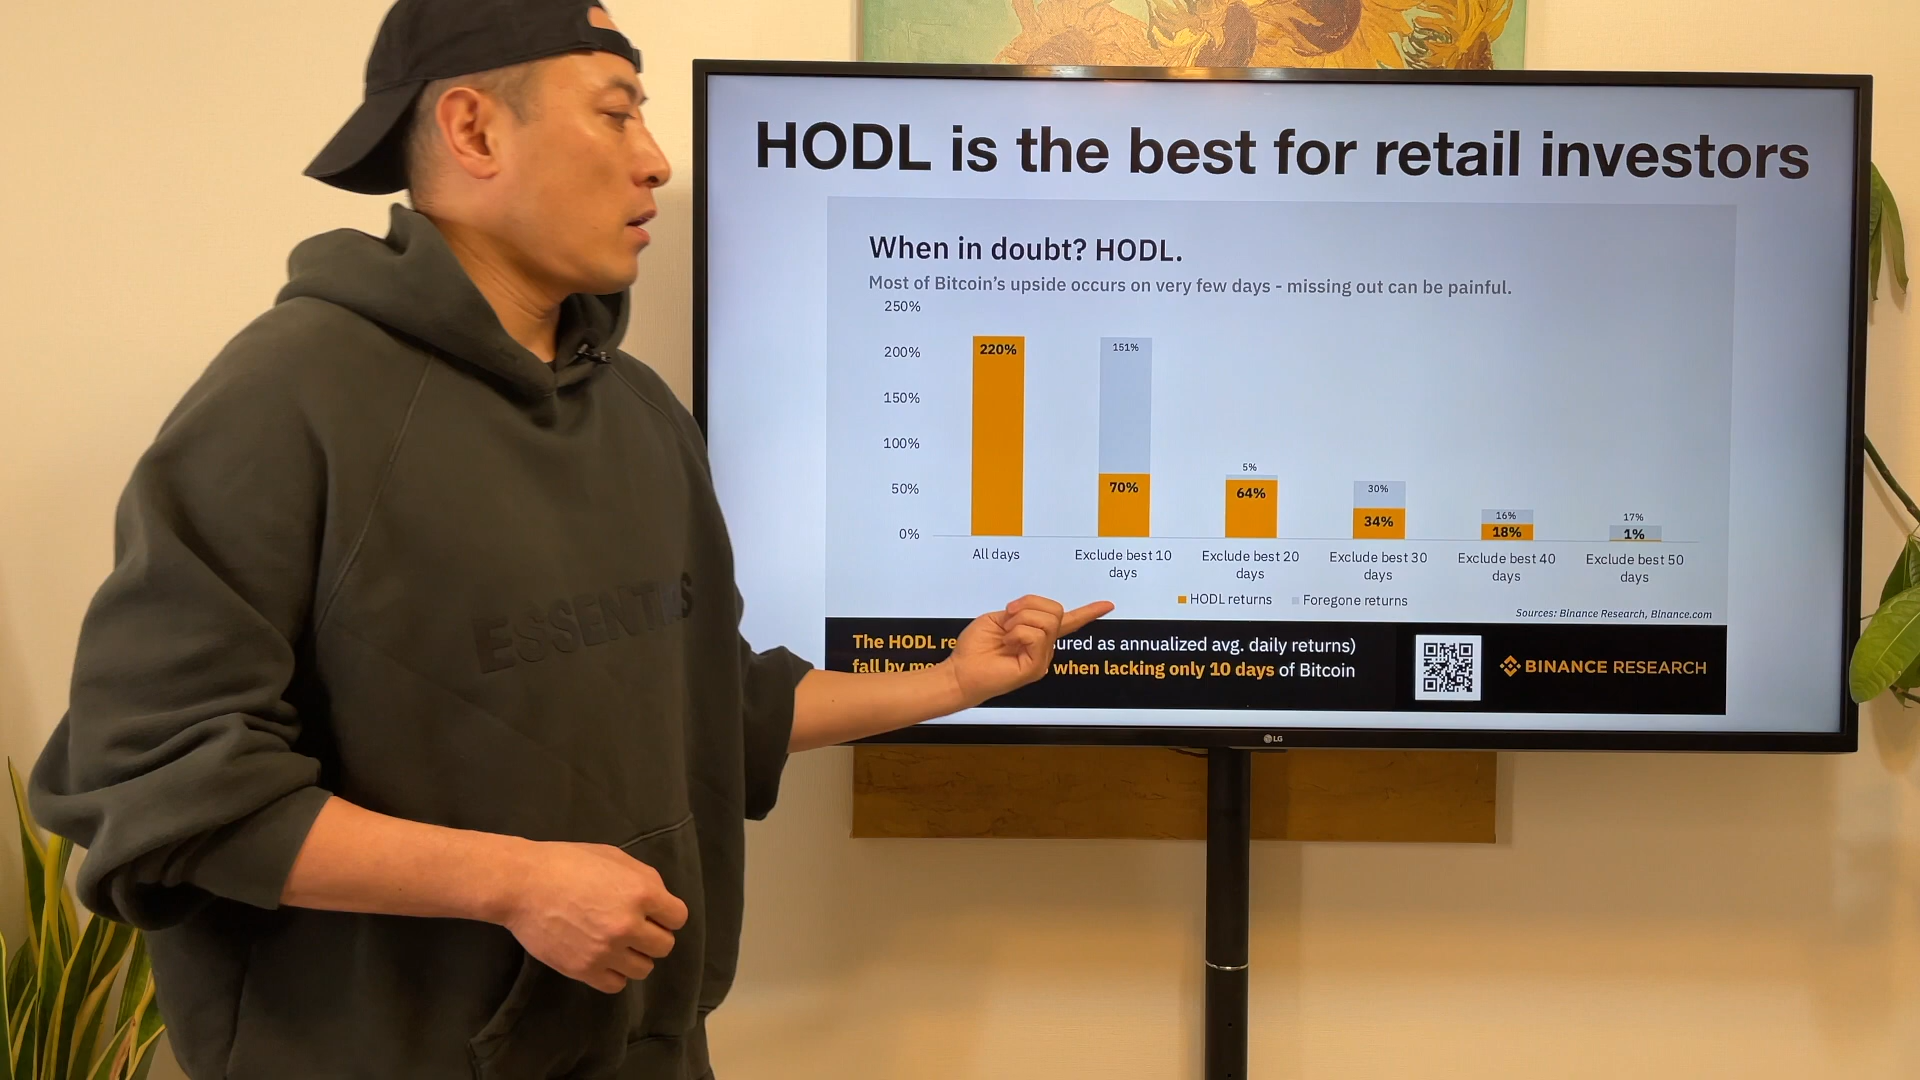 HODL is the best for retail investors
When in doubt? HODL.
Most of Bitcoin's upside occurs on very few days - missing out can be painful.
250%
200%
150%
100%
50%
0%
220%
151%
70%
5%
64%
30%
34%
16%
18%
17%
1%
All days
Exclude best 10
days
Exclude best 20
days
Exclude best 30
days
Exclude best 40
days
Exclude best 50
days
HODL returns
Foregone returns
Sources: Binance Research, Binance.com
The HODL as annualized avg. daily returns)
fall by when lacking only 10 days of Bitcoin
BINANCE RESEARCH
LG
ESSENTIALS